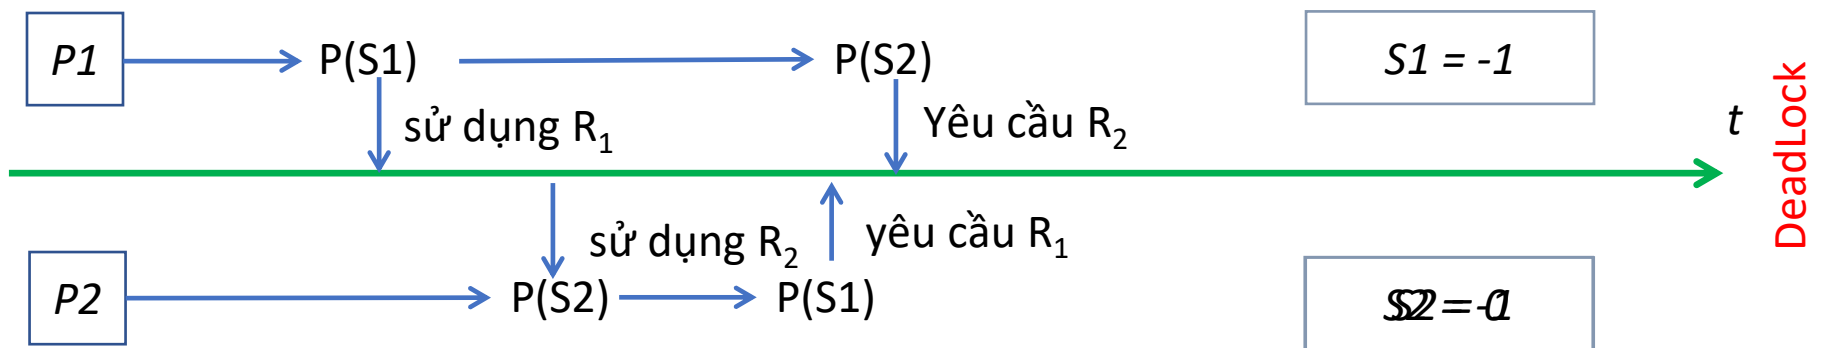 P1
P(S1)
P(S2)
S1 = -1
sử dụng R₁
Yêu cầu R₂
t
DeadLock
sử dụng R₂
yêu cầu R₁
P2
P(S2)
P(S1)